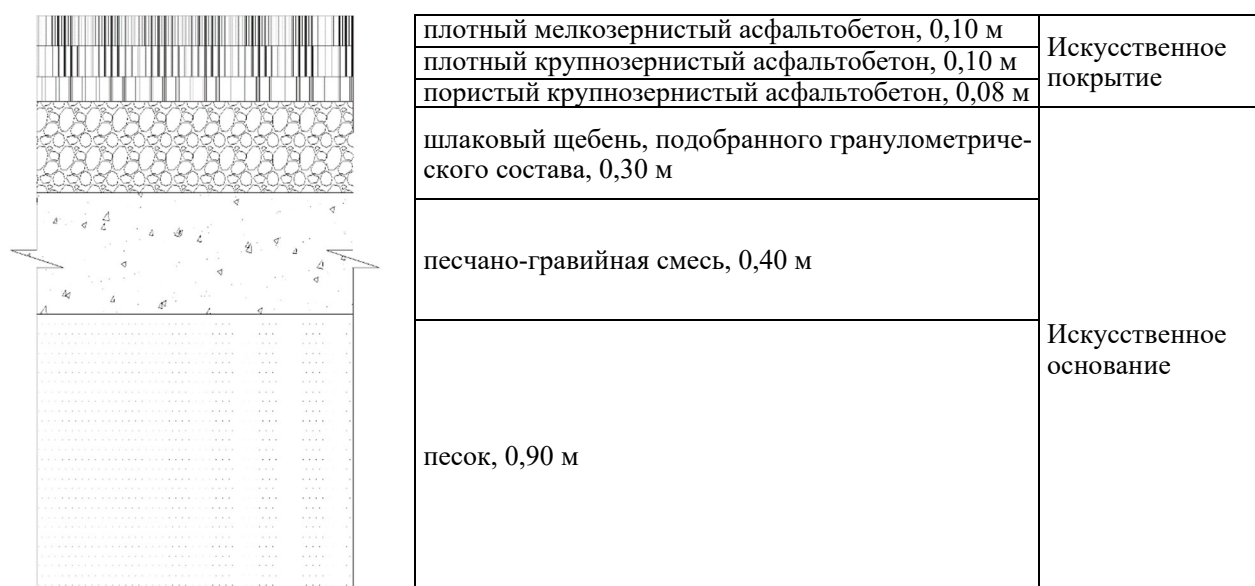 плотный мелкозернистый асфальтобетон, 0,10 м
плотный крупнозернистый асфальтобетон, 0,10 м
пористый крупнозернистый асфальтобетон, 0,08 м
Искусственное
покрытие
шлаковый щебень, подобранного гранулометриче-
ского состава, 0,30 м
песчано-гравийная смесь, 0,40 м
песок, 0,90 м
Искусственное
основание